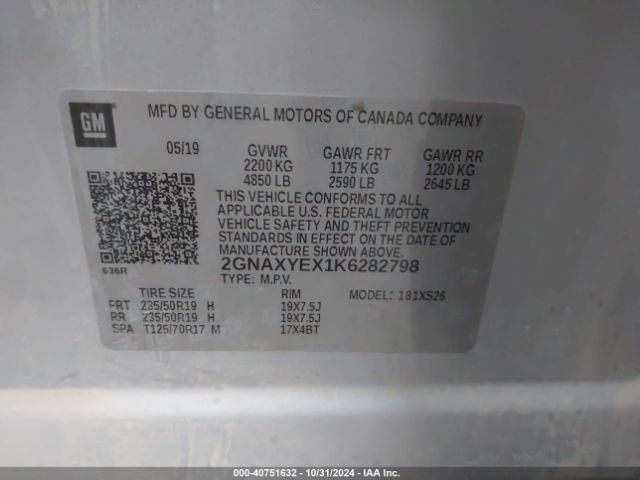 GM
MFD BY GENERAL MOTORS OF CANADA COMPANY
05/19 GVWR GAWR FRT GAWR RR
2200 KG 1175 KG 1200 KG
4850 LB 2590 LB 2645 LB
THIS VEHICLE CONFORMS TO ALL
APPLICABLE U.S. FEDERAL MOTOR
VEHICLE SAFETY AND THEFT PREVENTION
STANDARDS IN EFFECT ON THE DATE OF
MANUFACTURE SHOWN ABOVE.
636R
2GNAXYEX1K6282798
TYPE: M.P.V.
TIRE SIZE RIM MODEL: 181XS26
FRT 235/50R19 H 19X7.5J
RR 235/50R19 H 19X7.5J
SPA T125/70R17 M 17X4BT
000-40751632 - 10/31/2024 - IAA Inc.